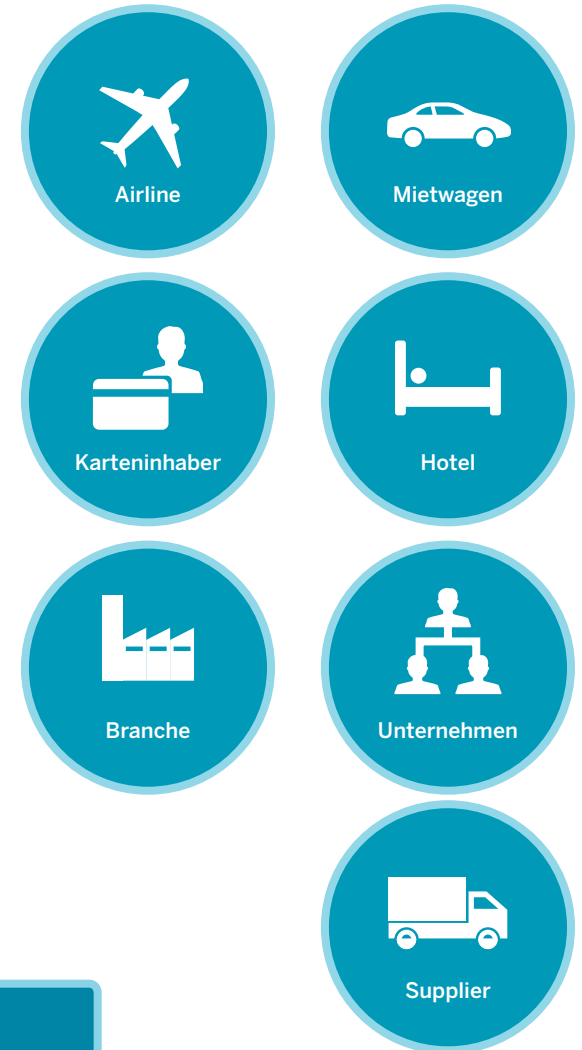 Airline
Mietwagen
Karteninhaber
Hotel
Branche
Unternehmen
Supplier